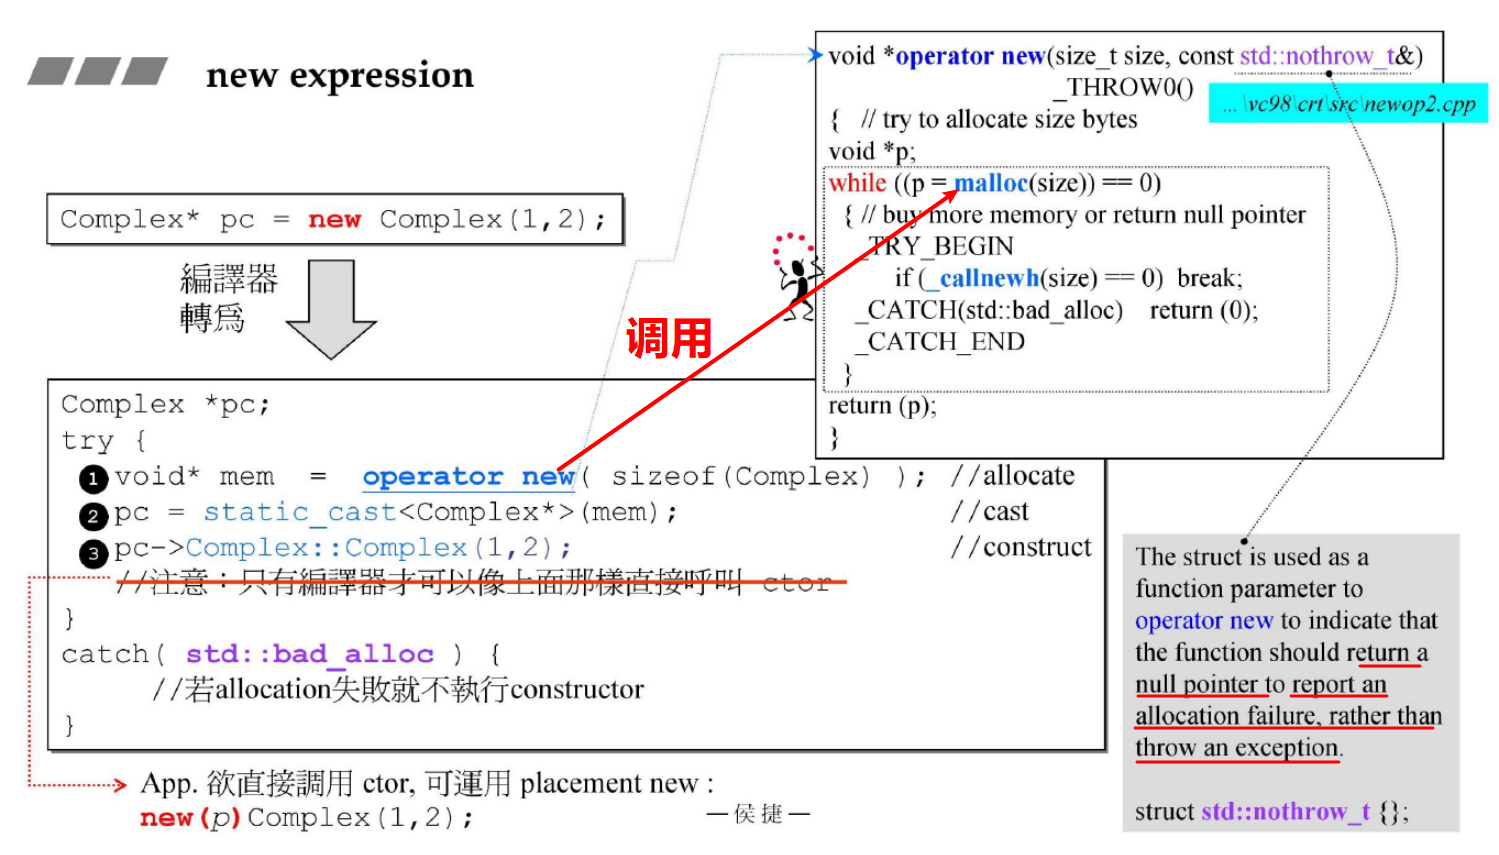 new expression
Complex* pc = new Complex(1,2);
編譯器
轉為
调用
Complex *pc;
try {
1 void* mem = operator new( sizeof(Complex) ); //allocate
2 pc = static_cast<Complex*>(mem); //cast
3 pc->Complex::Complex(1,2); //construct
//注意：只有編譯器才可以像上面那樣直接呼叫 ctor
}
catch( std::bad_alloc ) {
//若allocation失敗就不執行constructor
}
App. 欲直接調用 ctor, 可運用 placement new :
new(p)Complex(1,2);
—侯捷—
void *operator new(size_t size, const std::nothrow_t&)
_THROW0()
...\vc98\crt\src\newop2.cpp
{ // try to allocate size bytes
void *p;
while ((p = malloc(size)) == 0)
{ // buy more memory or return null pointer
_TRY_BEGIN
if (_callnewh(size) == 0) break;
_CATCH(std::bad_alloc) return (0);
_CATCH_END
}
return (p);
}
The struct is used as a
function parameter to
operator new to indicate that
the function should return a
null pointer to report an
allocation failure, rather than
throw an exception.
struct std::nothrow_t {};